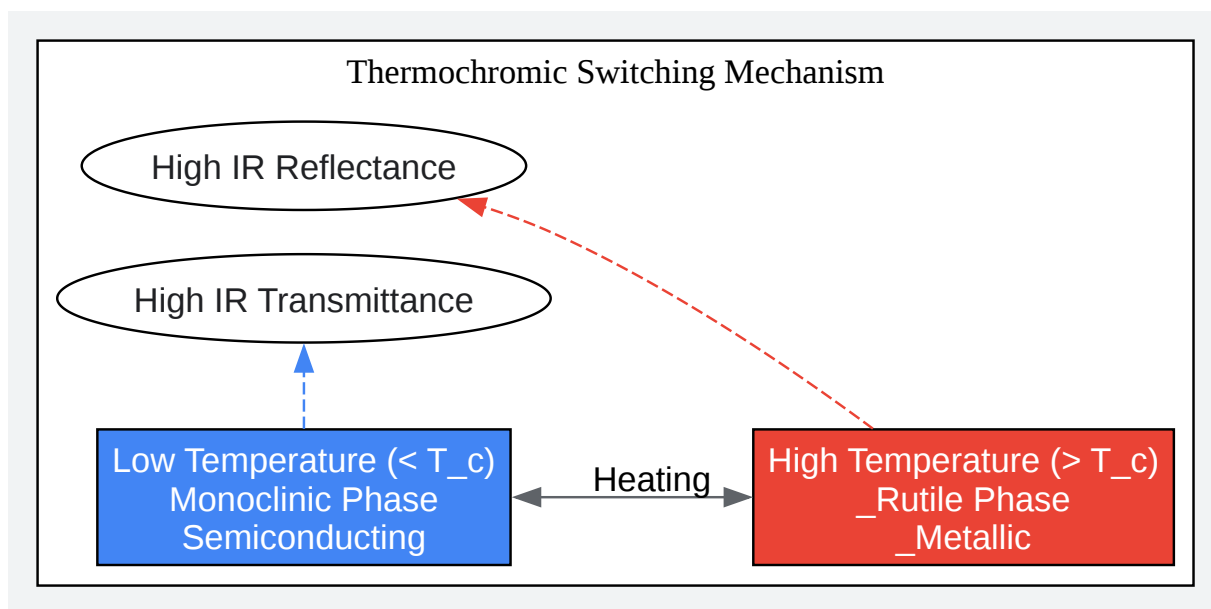 Thermochromic Switching Mechanism
High IR Reflectance
High IR Transmittance
Low Temperature (< T_c)
Monoclinic Phase
Semiconducting
Heating
High Temperature (> T_c)
_Rutile Phase
_Metallic